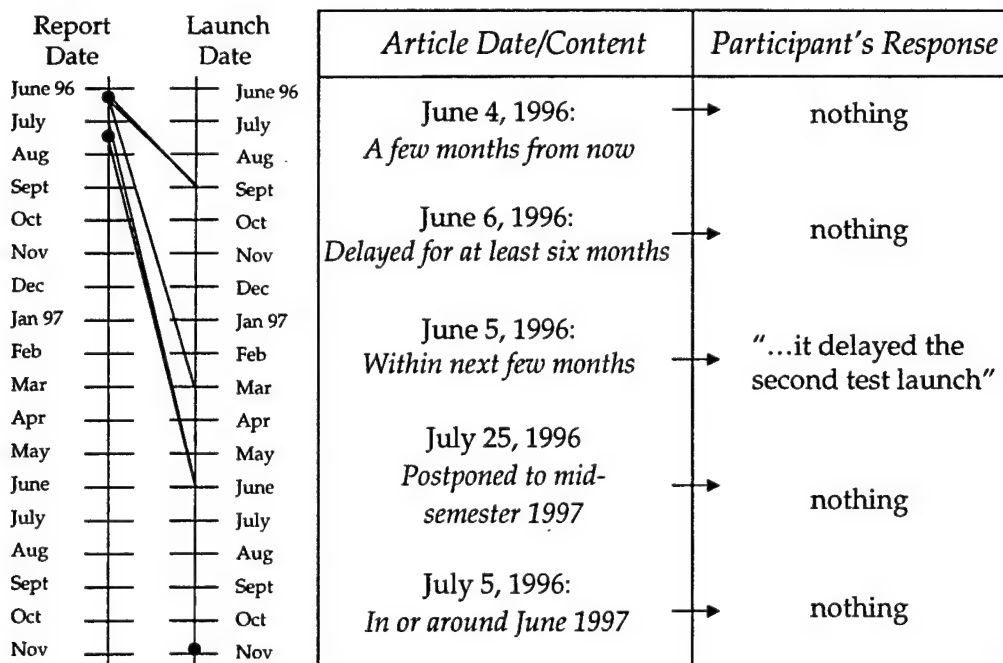 Report
Date
Launch
Date
June 96
July
Aug
Sept
Oct
Nov
Dec
Jan 97
Feb
Mar
Apr
May
June
July
Aug
Sept
Oct
Nov
June 96
July
Aug
Sept
Oct
Nov
Dec
Jan 97
Feb
Mar
Apr
May
June
July
Aug
Sept
Oct
Nov
Article Date/Content
Participant's Response
June 4, 1996:
A few months from now
nothing
June 6, 1996:
Delayed for at least six months
nothing
June 5, 1996:
Within next few months
"...it delayed the
second test launch"
July 25, 1996
Postponed to mid-
semester 1997
nothing
July 5, 1996:
In or around June 1997
nothing